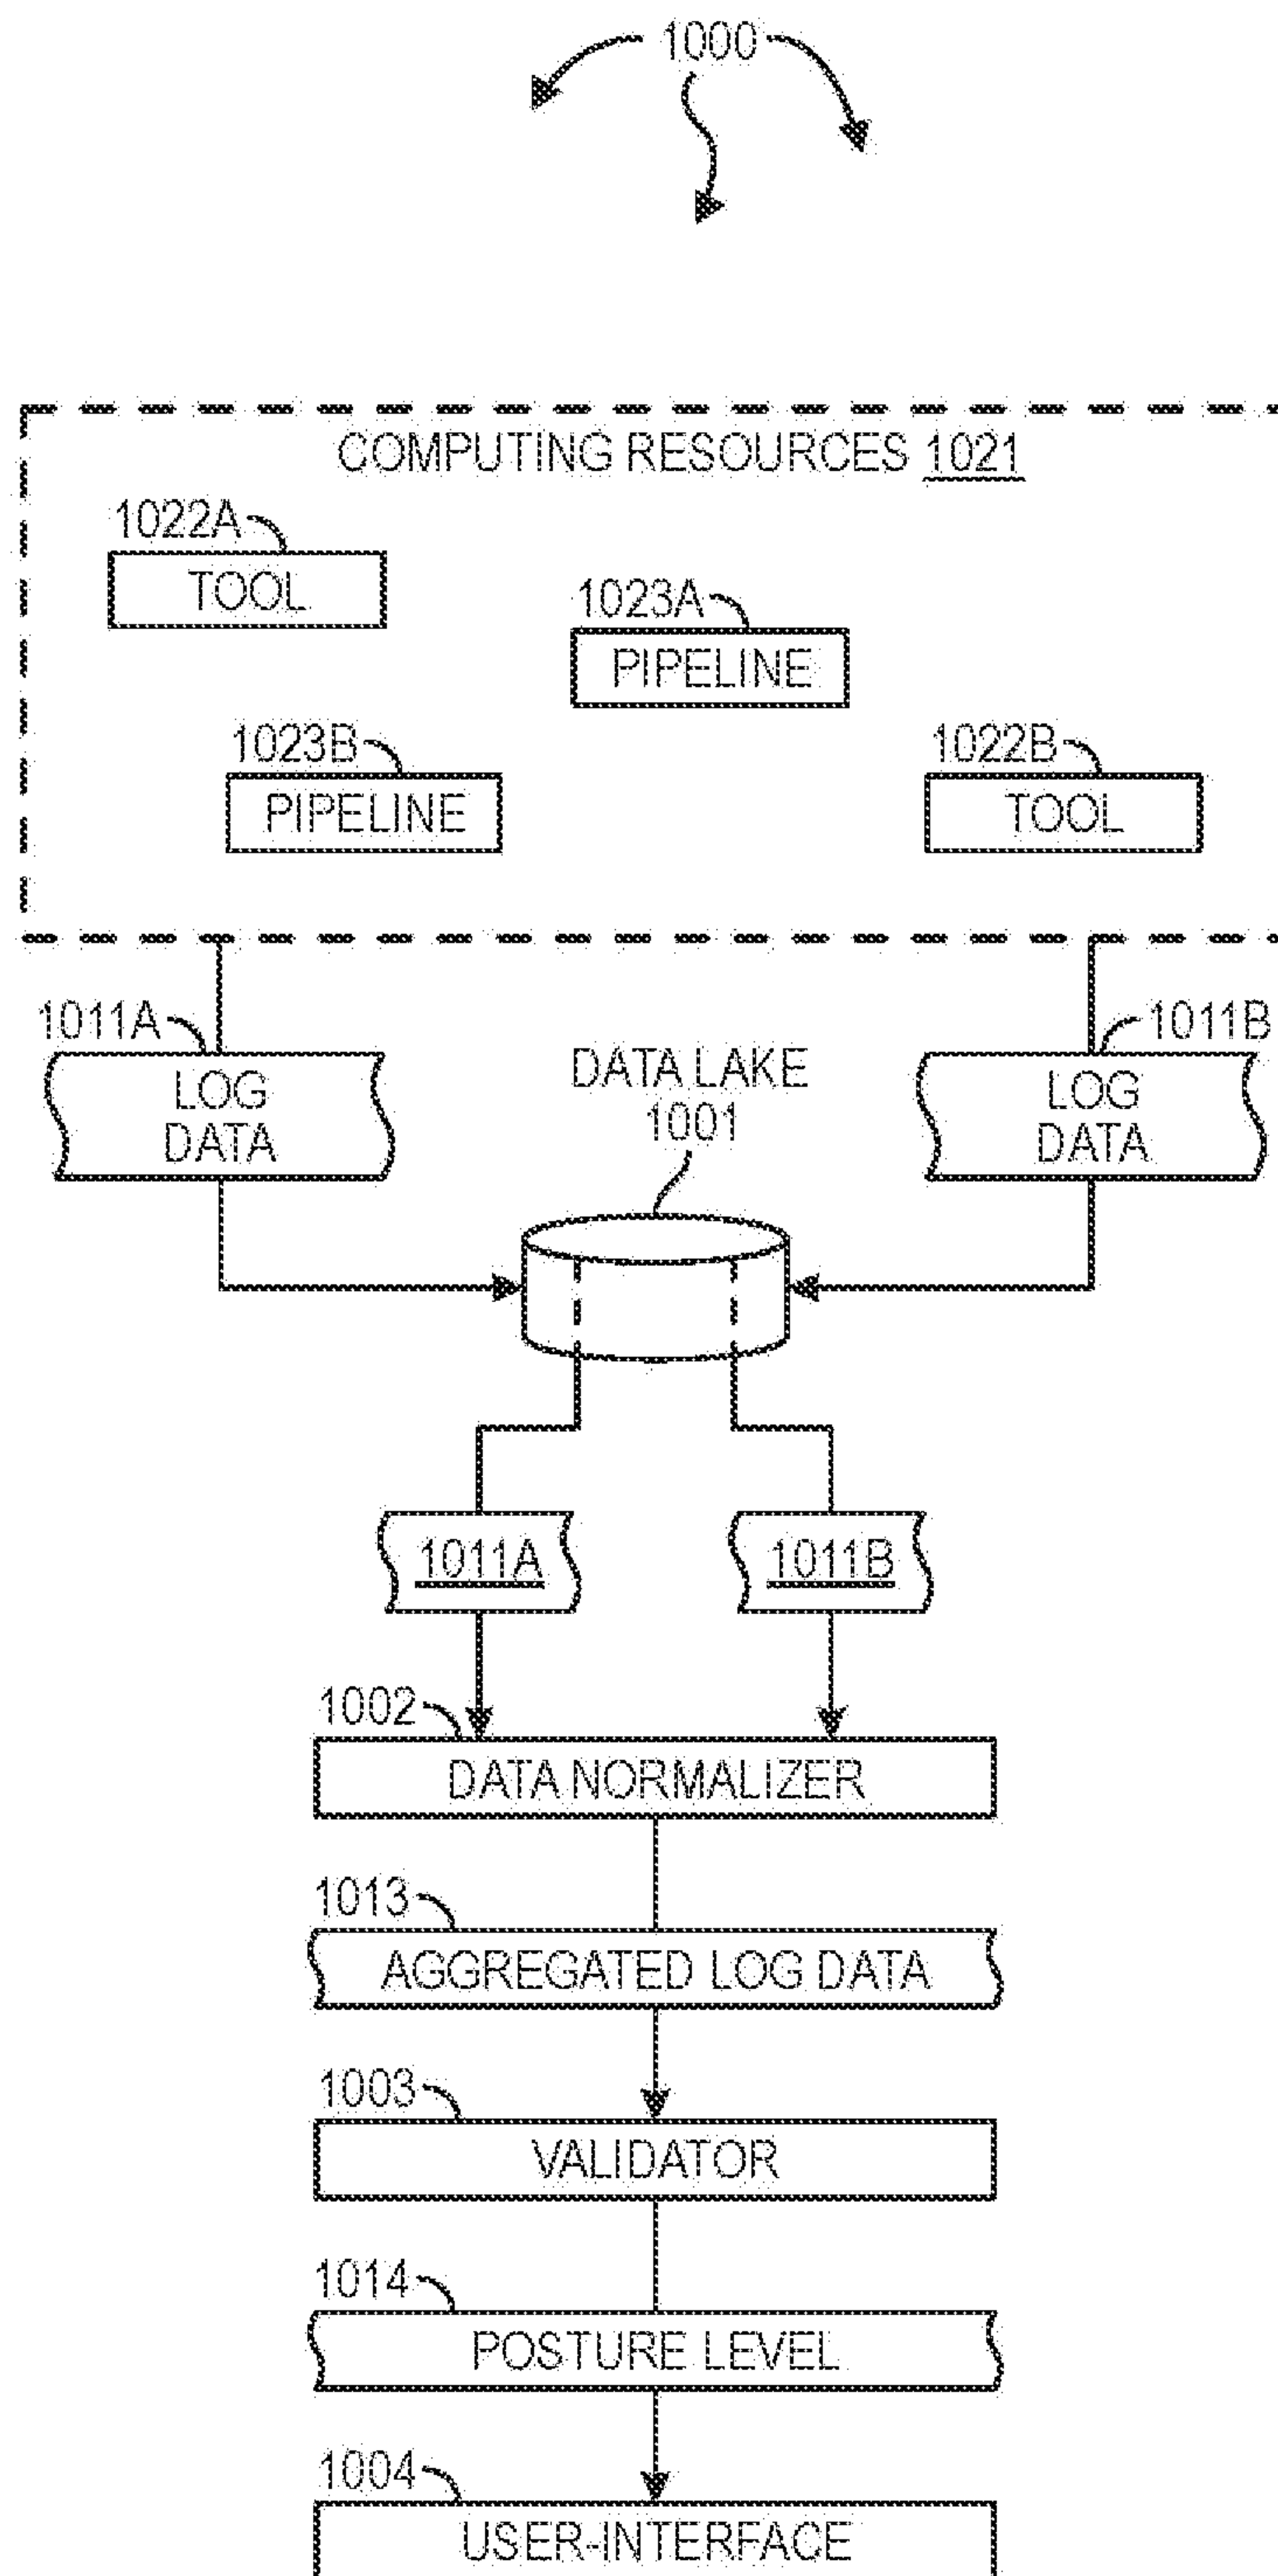 1000
COMPUTING RESOURCES 1021
1022A
TOOL
1023A
PIPELINE
1023B
PIPELINE
1022B
TOOL
1011A
LOG
DATA
DATA LAKE
1001
1011B
LOG
DATA
1011A
1011B
1002
DATA NORMALIZER
1013
AGGREGATED LOG DATA
1003
VALIDATOR
1014
POSTURE LEVEL
1004
USER-INTERFACE